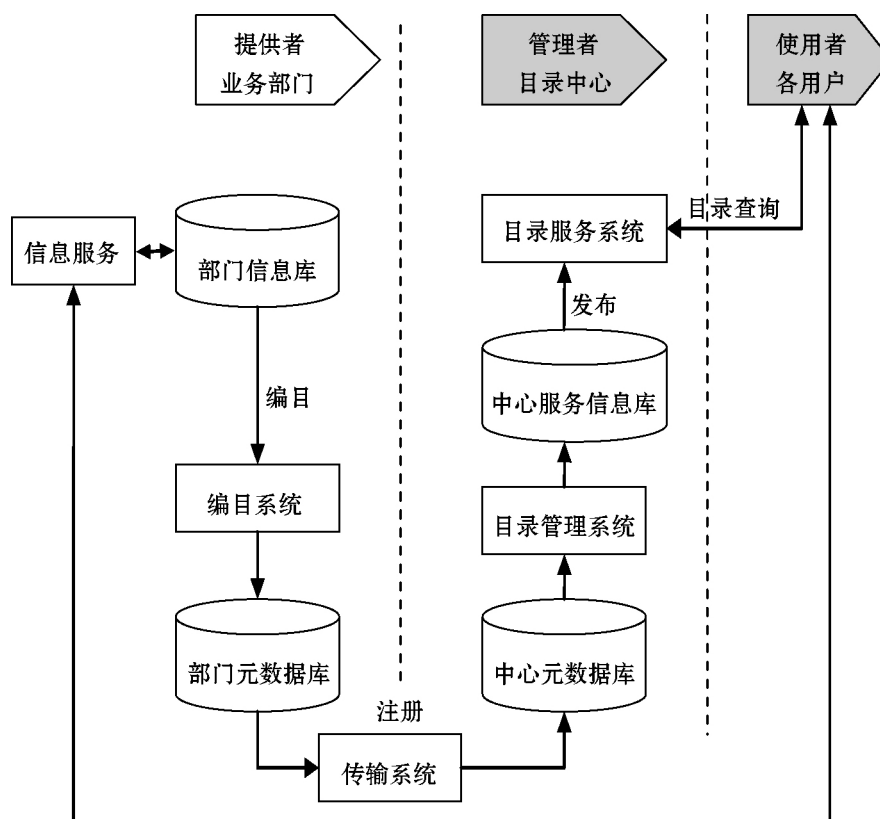 提供者
业务部门
管理者
目录中心
使用者
各用户
信息服务
部门信息库
目录服务系统
目录查询
发布
编目
中心服务信息库
编目系统
目录管理系统
部门元数据库
中心元数据库
注册
传输系统